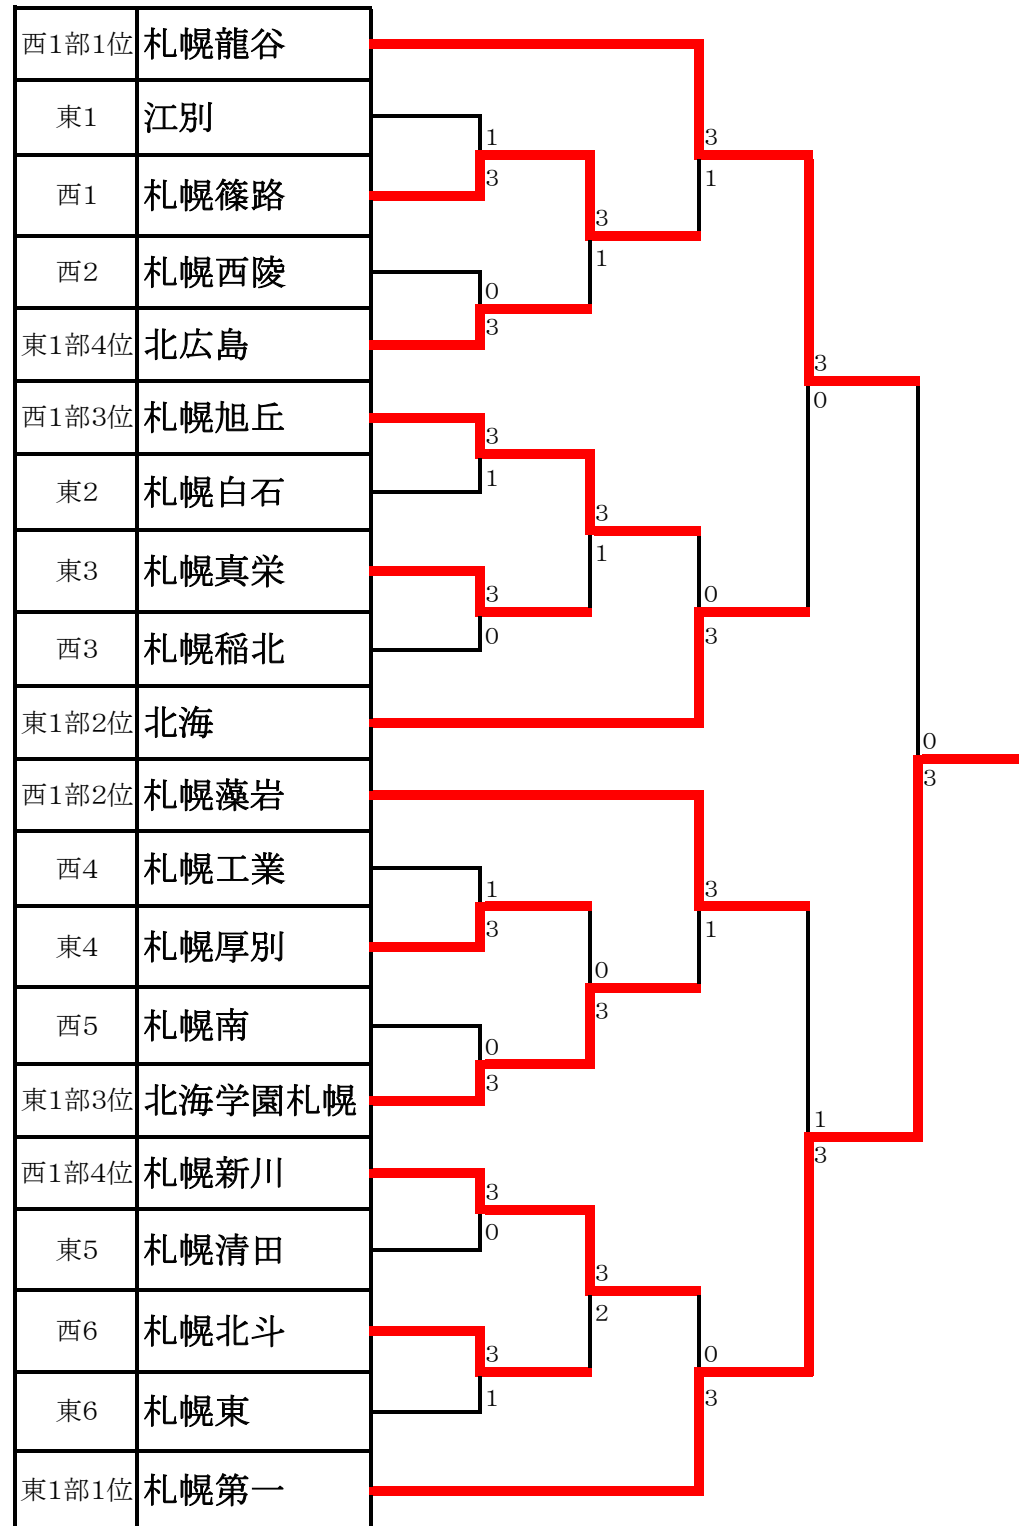 西1部1位 札幌龍谷
東1 江別
1
3
西1 札幌篠路
3
1
3
1
西2 札幌西陵
0
3
東1部4位 北広島
3
0
西1部3位 札幌旭丘
3
1
東2 札幌白石
3
1
東3 札幌真栄
3
0
西3 札幌稲北
0
3
東1部2位 北海
0
3
西1部2位 札幌藻岩
西4 札幌工業
1
3
東4 札幌厚別
3
1
0
3
西5 札幌南
0
3
東1部3位 北海学園札幌
1
3
西1部4位 札幌新川
3
0
東5 札幌清田
3
2
西6 札幌北斗
3
1
東6 札幌東
0
3
東1部1位 札幌第一